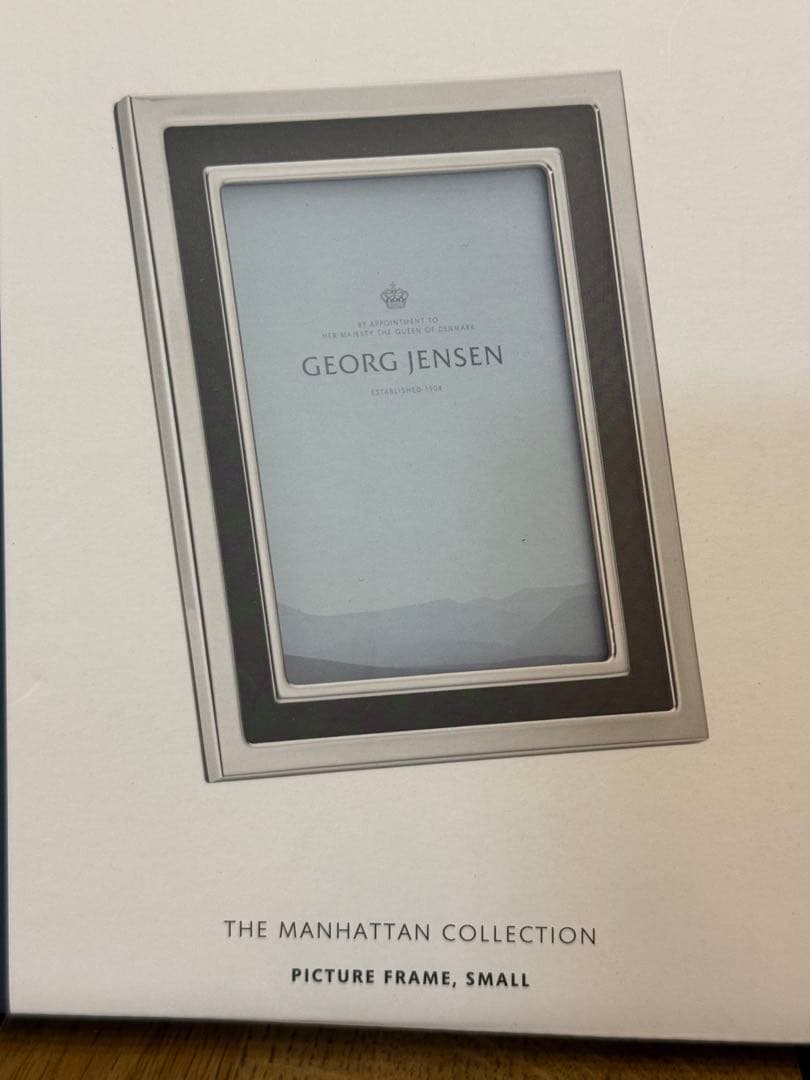 BY APPOINTMENT TO
HER MAJESTY THE QUEEN OF DENMARK
GEORG JENSEN
ESTABLISHED 1904
THE MANHATTAN COLLECTION
PICTURE FRAME, SMALL